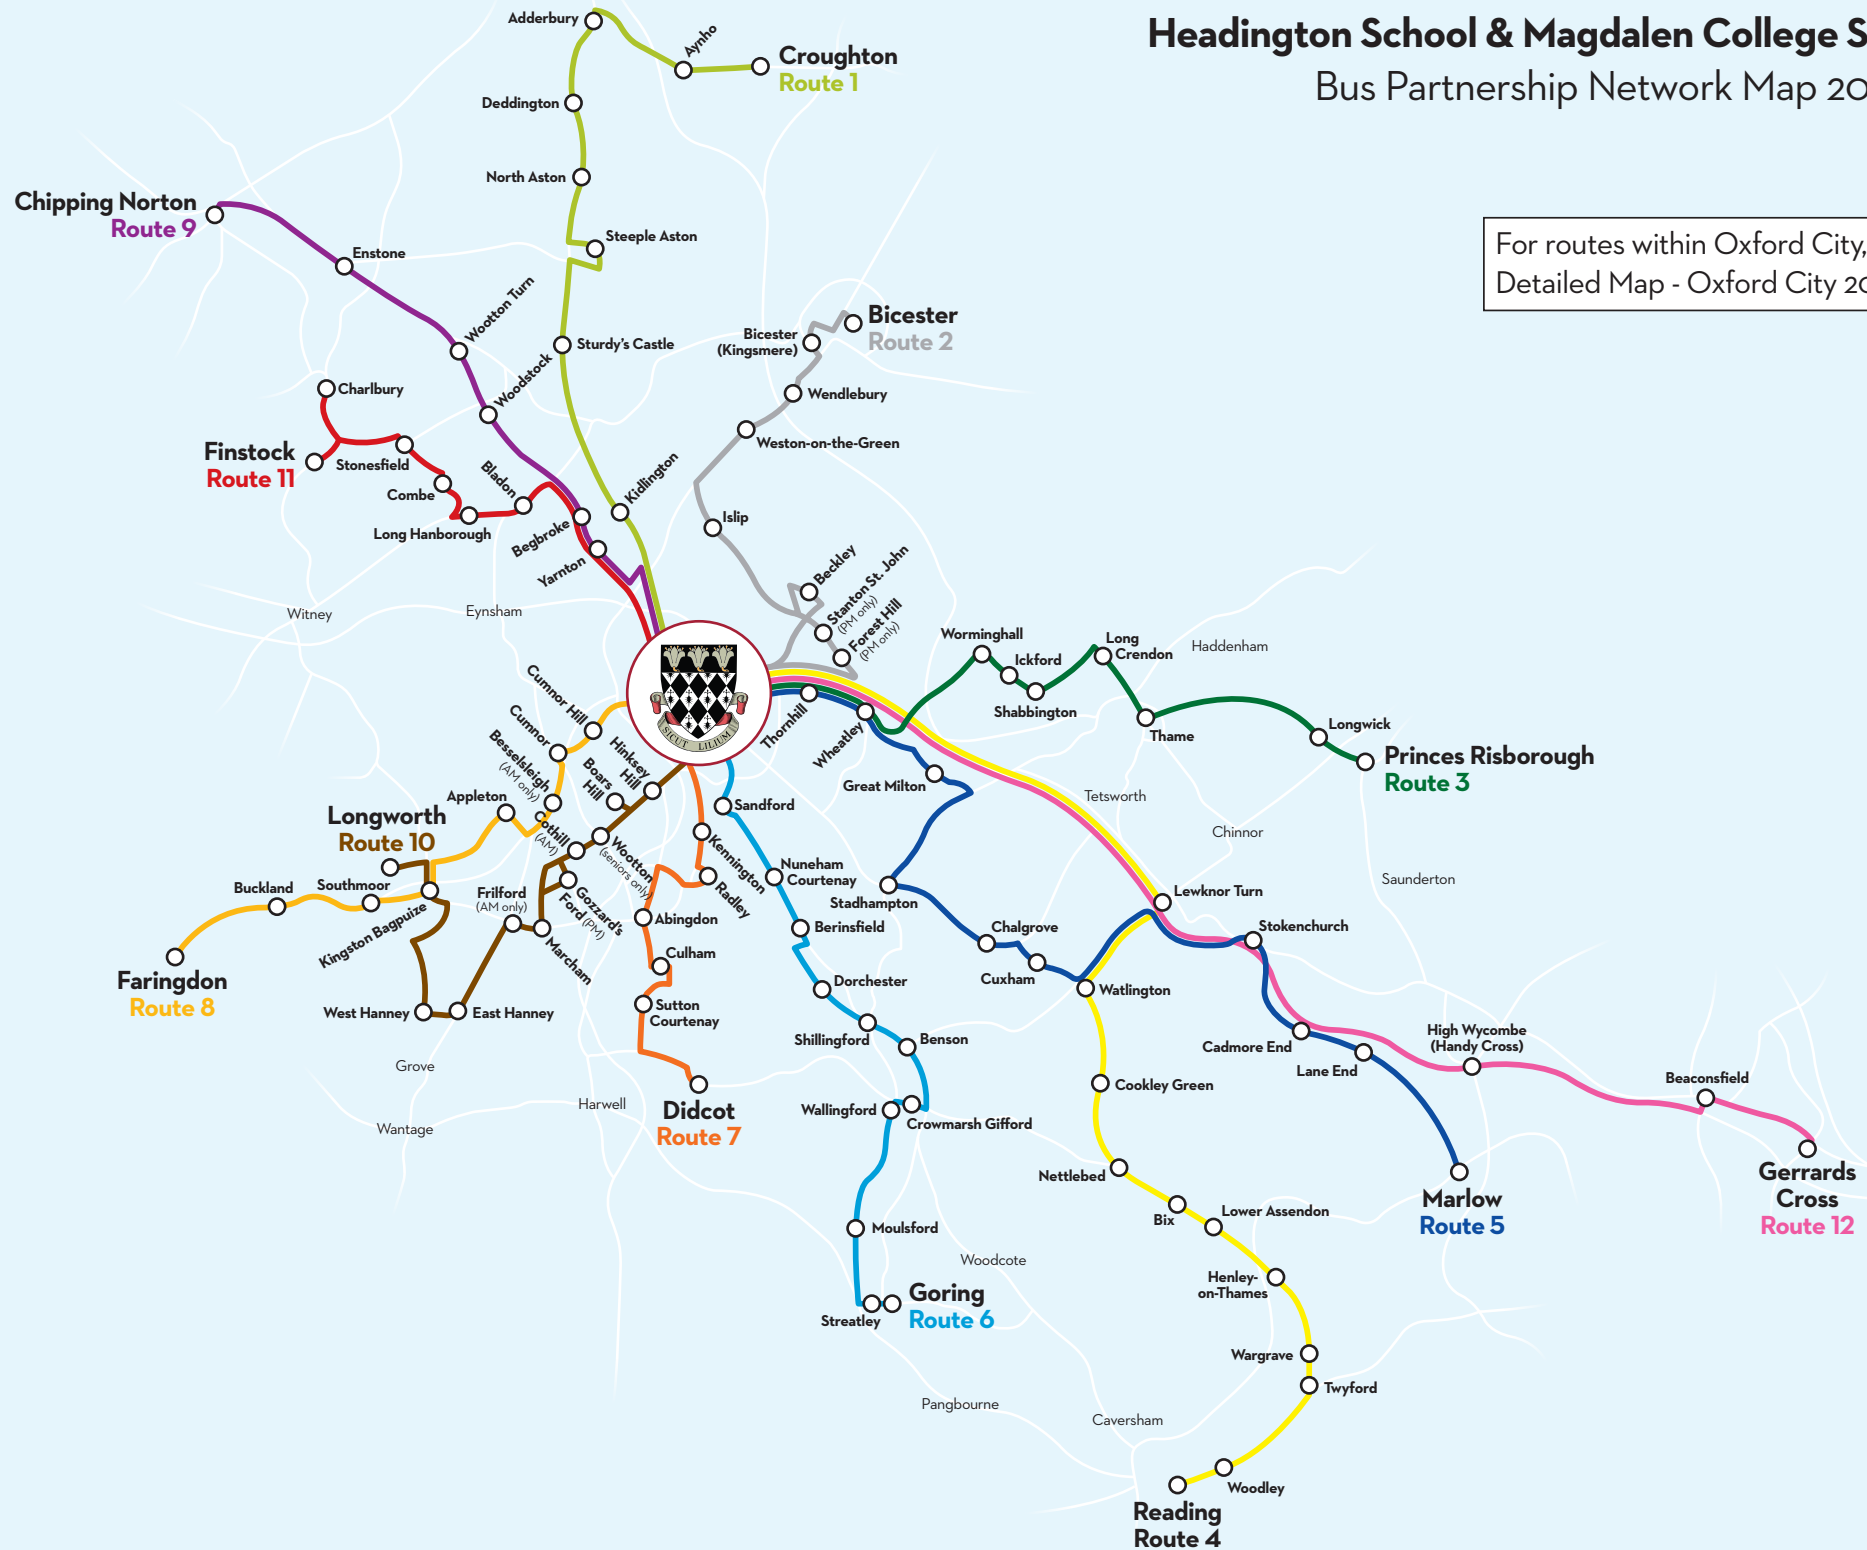 Headington School & Magdalen College S
Bus Partnership Network Map 20
For routes within Oxford City,
Detailed Map - Oxford City 20
Adderbury
Aynho
Croughton
Route 1
Deddington
North Aston
Steeple Aston
Sturdy's Castle
Kidlington
Chipping Norton
Route 9
Enstone
Wootton Turn
Woodstock
Begbroke
Yarnton
Charlbury
Finstock
Route 11
Stonesfield
Combe
Long Hanborough
Bladon
Bicester
Route 2
Bicester
(Kingsmere)
Wendlebury
Weston-on-the-Green
Islip
Beckley
Stanton St. John
(PM only)
Forest Hill
(PM only)
Witney
Eynsham
SICUT LILIUM
Worminghall
Ickford
Shabbington
Long
Crendon
Haddenham
Thame
Longwick
Princes Risborough
Route 3
Thornhill
Wheatley
Great Milton
Tetsworth
Chinnor
Saunderton
Stadhampton
Chalgrove
Cuxham
Watlington
Lewknor Turn
Stokenchurch
Cadmore End
Lane End
Marlow
Route 5
High Wycombe
(Handy Cross)
Beaconsfield
Gerrards
Cross
Route 12
Cookley Green
Nettlebed
Bix
Lower Assendon
Henley-
on-Thames
Wargrave
Twyford
Woodley
Reading
Route 4
Cumnor Hill
Cumnor
Besselsleigh
(AM only)
Appleton
Longworth
Route 10
Southmoor
Buckland
Kingston Bagpuize
Faringdon
Route 8
Hinksey
Hill
Boars
Hill
Wootton
(seniors only)
Cothill
(AM)
Gozzard's
Ford (PM)
Frilford
(AM only)
Marcham
West Hanney
East Hanney
Grove
Wantage
Harwell
Kennington
Radley
Abingdon
Culham
Sutton
Courtenay
Didcot
Route 7
Sandford
Nuneham
Courtenay
Berinsfield
Dorchester
Shillingford
Benson
Wallingford
Crowmarsh Gifford
Moulsford
Streatley
Goring
Route 6
Woodcote
Pangbourne
Caversham